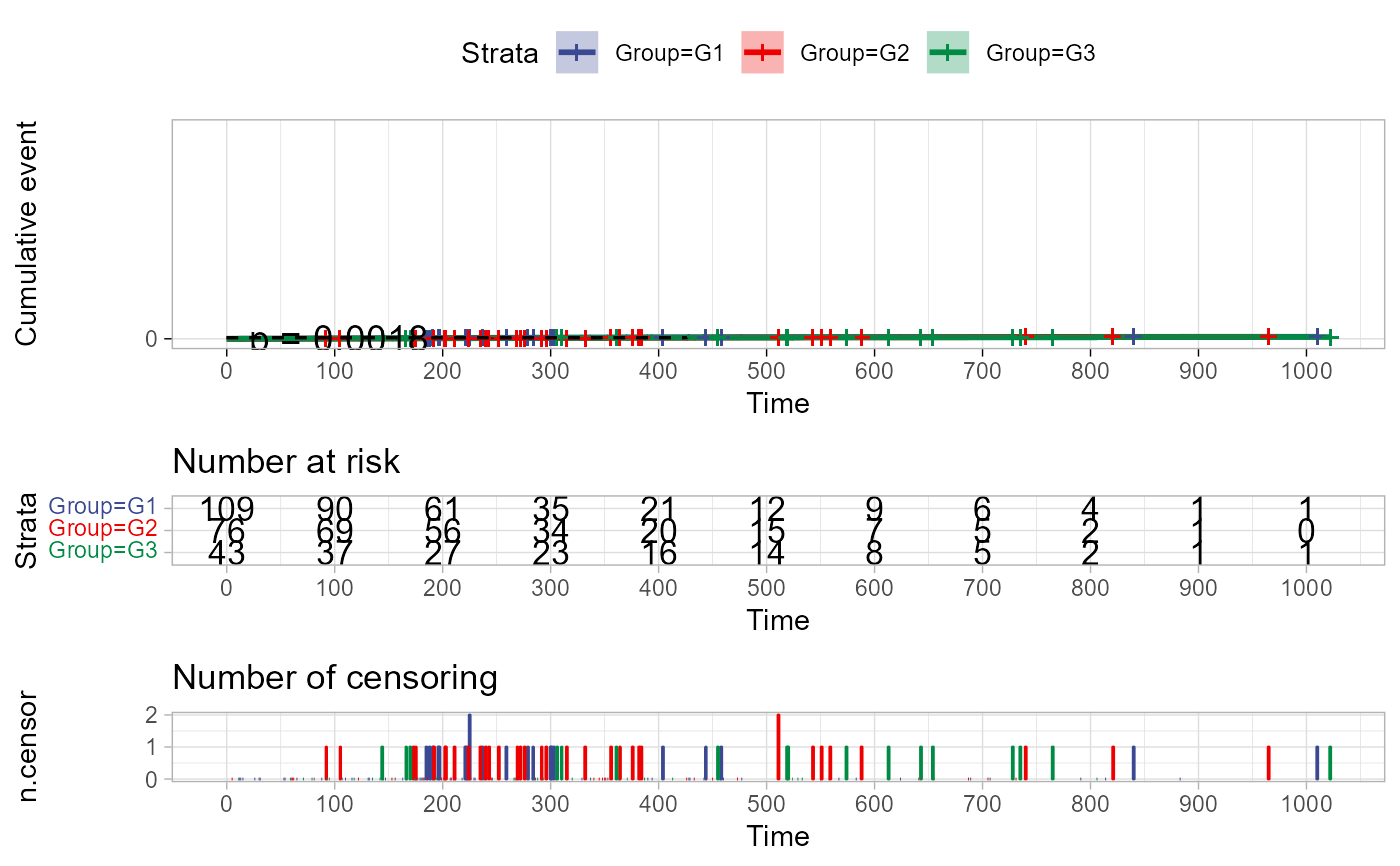 Strata Group=G1 Group=G2 Group=G3
Cumulative event
0
p = 0.0018
0 100 200 300 400 500 600 700 800 900 1000
Time
Number at risk
Strata
Group=G1 109 90 61 35 21 12 9 6 4 1 1
Group=G2 76 69 56 34 20 15 7 5 2 1 0
Group=G3 43 37 27 23 16 14 8 5 2 1 1
0 100 200 300 400 500 600 700 800 900 1000
Time
Number of censoring
n.censor
2
1
0
0 100 200 300 400 500 600 700 800 900 1000
Time